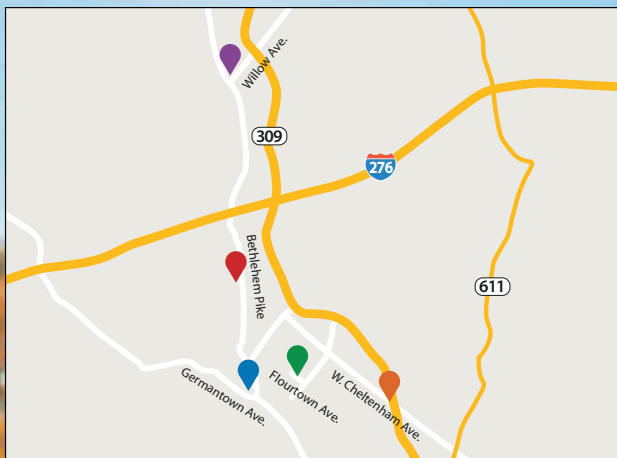 Willow Ave.
309
276
Bethlehem Pike
611
Germantown Ave.
Flourtown Ave.
W. Cheltenham Ave.